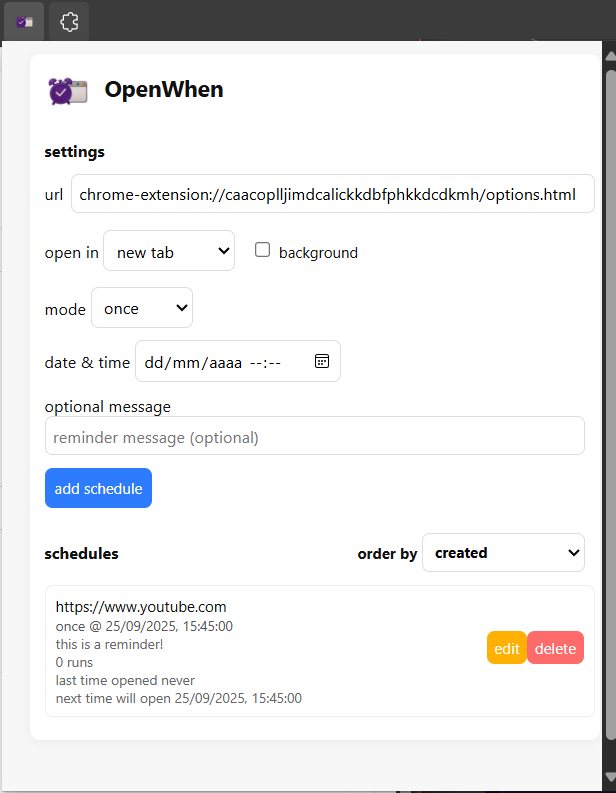 OpenWhen
settings
url chrome-extension://caacoplljimdcalickkdbfphkkdcdkmh/options.html
open in new tab background
mode once
date & time dd/mm/aaaa --:--
optional message
reminder message (optional)
add schedule
schedules order by created
https://www.youtube.com
once @ 25/09/2025, 15:45:00
this is a reminder!
0 runs
edit delete
last time opened never
next time will open 25/09/2025, 15:45:00